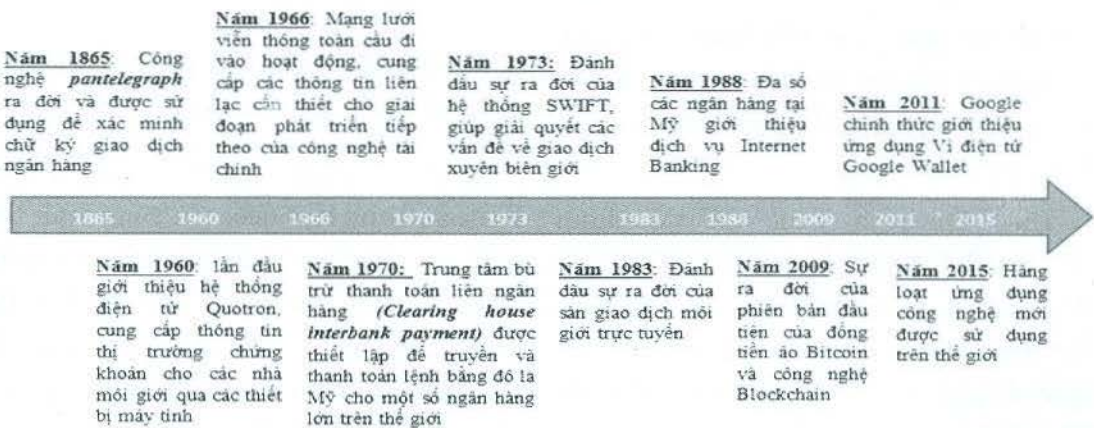 Năm 1865: Công
nghệ pantelegraph
ra đời và được sử
dụng để xác minh
chữ ký giao dịch
ngân hàng
Năm 1966: Mạng lưới
viễn thông toàn cầu đi
vào hoạt động, cung
cấp các thông tin liên
lạc cần thiết cho giai
đoạn phát triển tiếp
theo của công nghệ tài
chính
Năm 1973: Đánh
dấu sự ra đời của
hệ thống SWIFT,
giúp giải quyết các
vấn đề về giao dịch
xuyên biên giới
Năm 1988: Đa số
các ngân hàng tại
Mỹ giới thiệu
dịch vụ Internet
Banking
Năm 2011: Google
chính thức giới thiệu
ứng dụng Ví điện tử
Google Wallet
1865 1960 1966 1970 1973 1983 1988 2009 2011 2015
Năm 1960: lần đầu
giới thiệu hệ thống
điện tử Quotron,
cung cấp thông tin
thị trường chứng
khoán cho các nhà
môi giới qua các thiết
bị máy tính
Năm 1970: Trung tâm bù
trừ thanh toán liên ngân
hàng (Clearing house
interbank payment) được
thiết lập để truyền và
thanh toán lệnh bằng đô la
Mỹ cho một số ngân hàng
lớn trên thế giới
Năm 1983: Đánh
dấu sự ra đời của
sàn giao dịch môi
giới trực tuyến
Năm 2009: Sự
ra đời của
phiên bản đầu
tiên của đồng
tiền ảo Bitcoin
và công nghệ
Blockchain
Năm 2015: Hàng
loạt ứng dụng
công nghệ mới
được sử dụng
trên thế giới